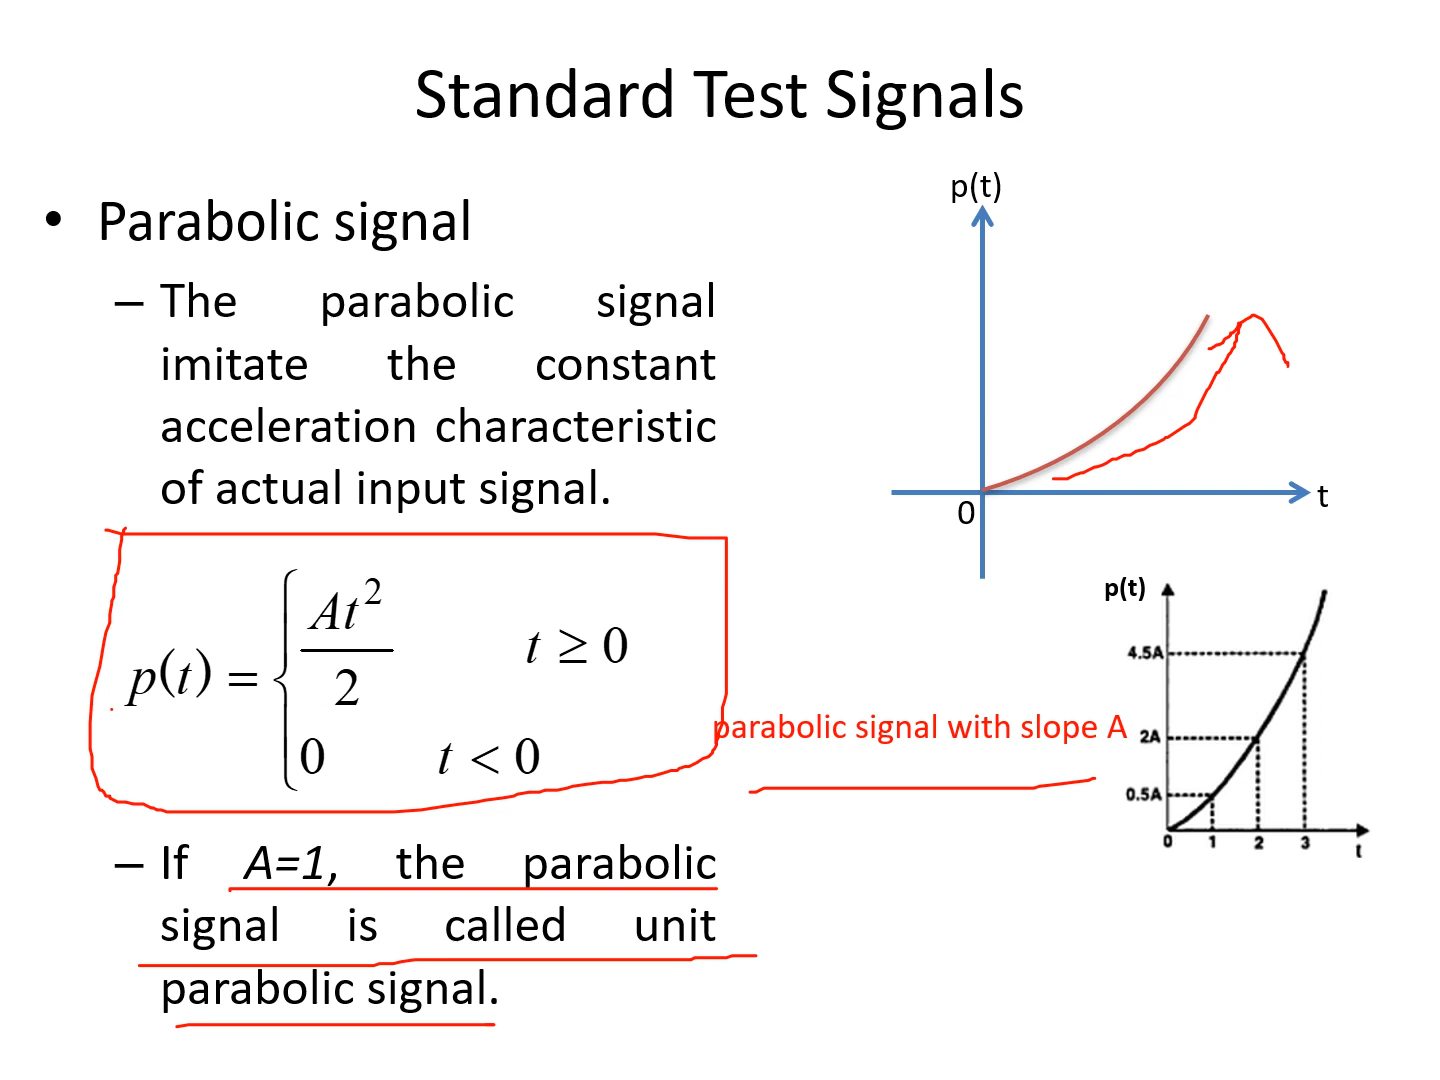 Standard Test Signals
• Parabolic signal
– The parabolic signal
imitate the constant
acceleration characteristic
of actual input signal.
p(t) = { At²/2 t ≥ 0
0 t < 0
– If A=1, the parabolic
signal is called unit
parabolic signal.
p(t)
0
t
parabolic signal with slope A
p(t)
4.5A
2A
0.5A
0 1 2 3
t